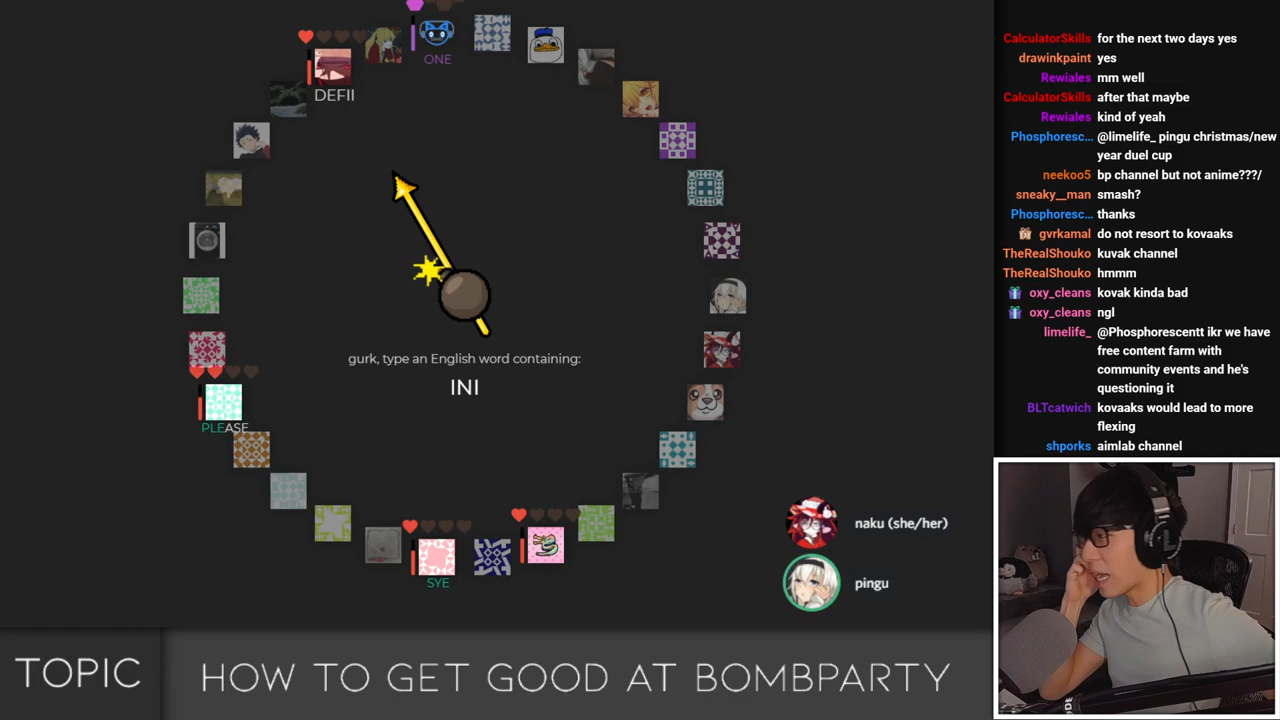 ONE
DEFII
gurk, type an English word containing:
INI
PLEASE
SYE
naku (she/her)
pingu
TOPIC
HOW TO GET GOOD AT BOMBPARTY
CalculatorSkills for the next two days yes
drawinkpaint yes
Rewiales mm well
CalculatorSkills after that maybe
Rewiales kind of yeah
Phosphoresc... @limelife_ pingu christmas/new
year duel cup
neekoo5 bp channel but not anime???/
sneaky__man smash?
Phosphoresc... thanks
gvrkamal do not resort to kovaaks
TheRealShouko kuvak channel
TheRealShouko hmmm
oxy_cleans kovak kinda bad
oxy_cleans ngl
limelife_ @Phosphorescentt ikr we have
free content farm with
community events and he's
questioning it
BLTcatwich kovaaks would lead to more
flexing
shporks aimlab channel